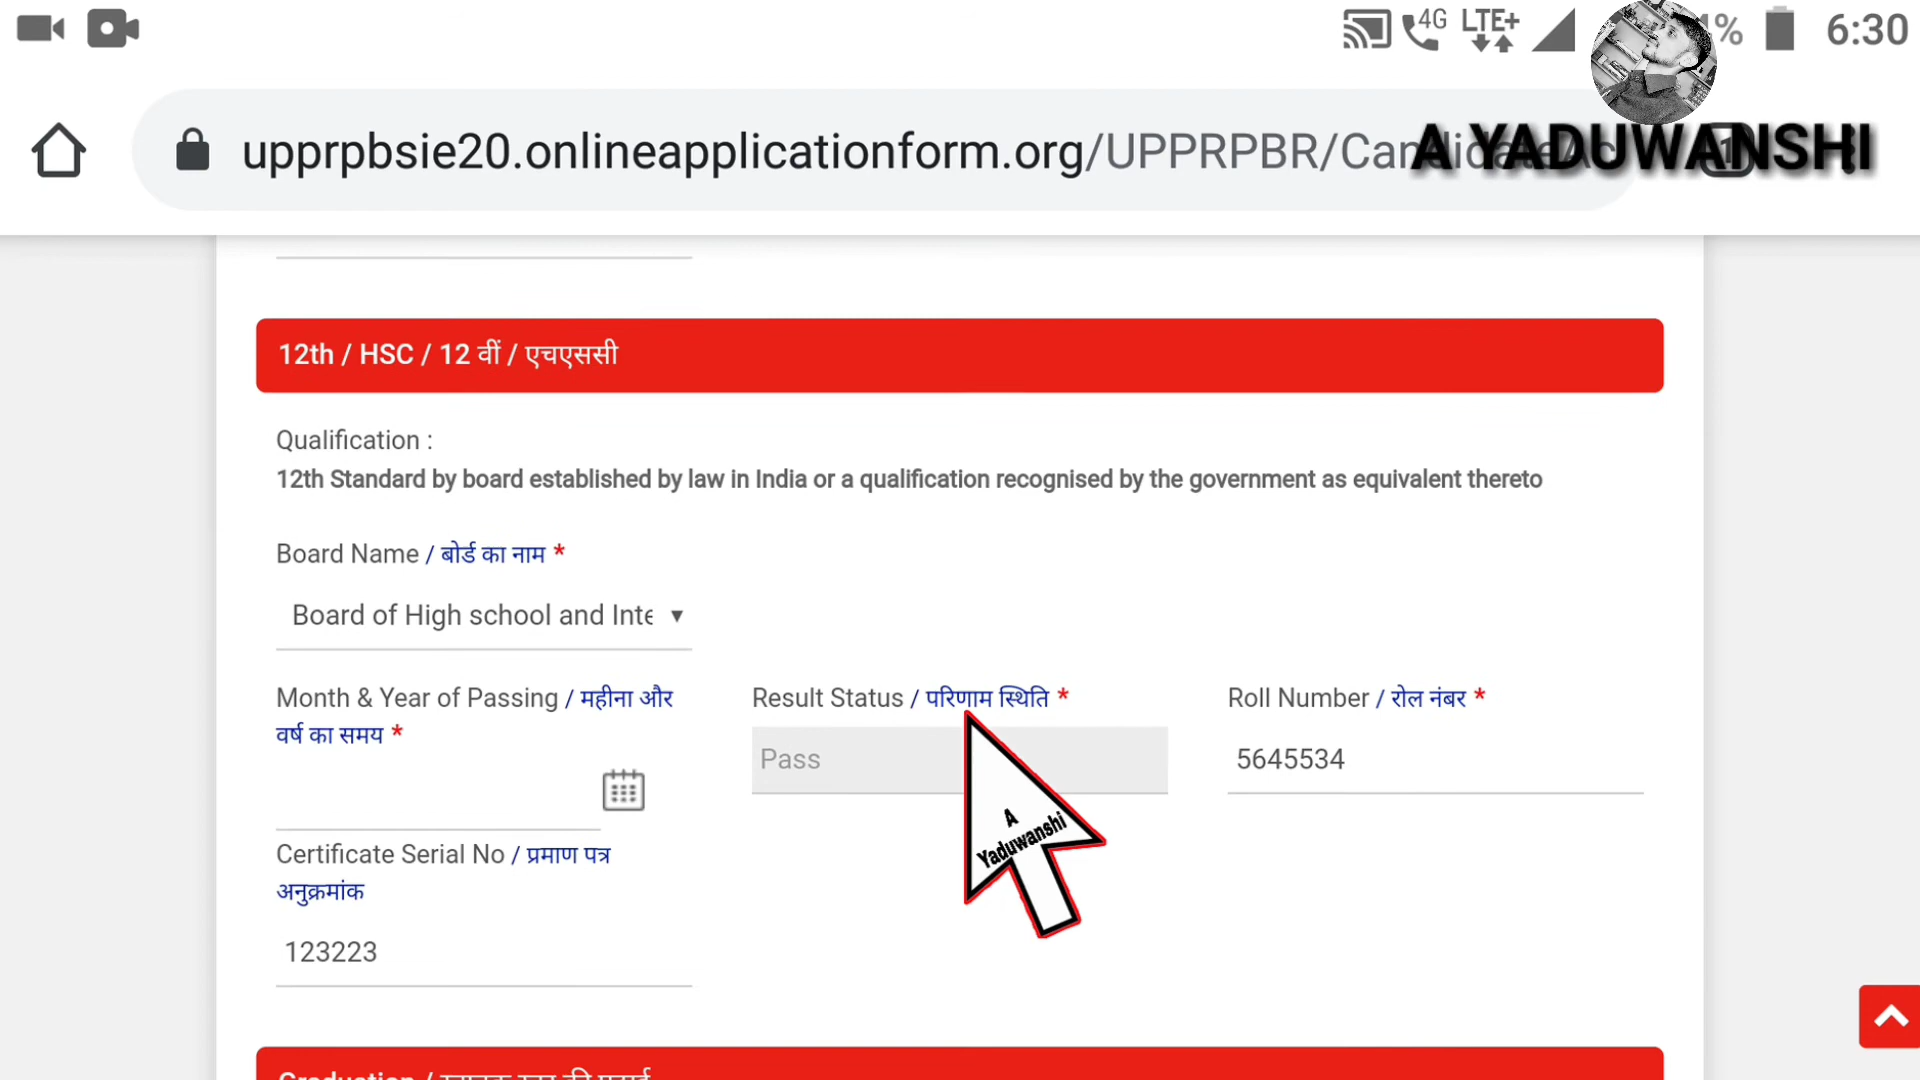 4G LTE+ % 6:30
upprpbsie20.onlineapplicationform.org/UPPRPBR/Can
A YADUWANSHI
12th / HSC / 12 वीं / एचएससी
Qualification :
12th Standard by board established by law in India or a qualification recognised by the government as equivalent thereto
Board Name / बोर्ड का नाम *
Board of High school and Inte
Month & Year of Passing / महीना और
वर्ष का समय *
Result Status / परिणाम स्थिति *
Roll Number / रोल नंबर *
Pass
5645534
A
Yaduwanshi
Certificate Serial No / प्रमाण पत्र
अनुक्रमांक
123223
Graduation /